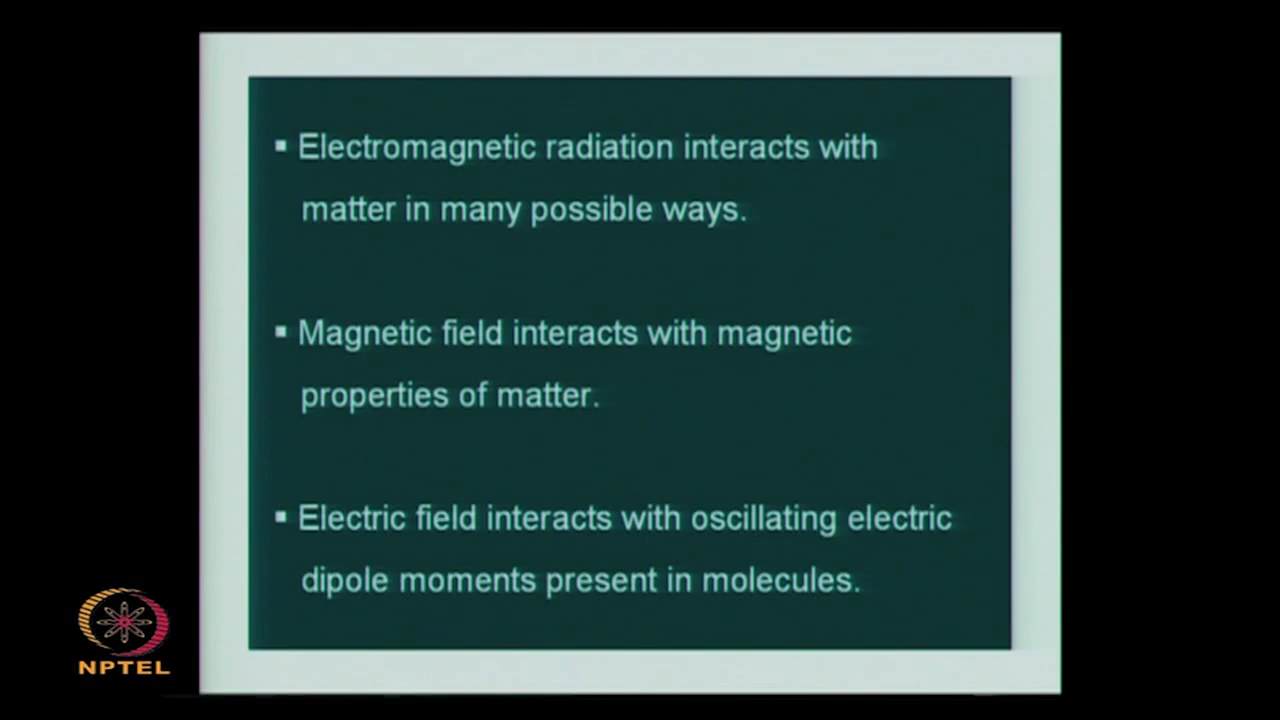 ▪ Electromagnetic radiation interacts with
matter in many possible ways.
▪ Magnetic field interacts with magnetic
properties of matter.
▪ Electric field interacts with oscillating electric
dipole moments present in molecules.
NPTEL